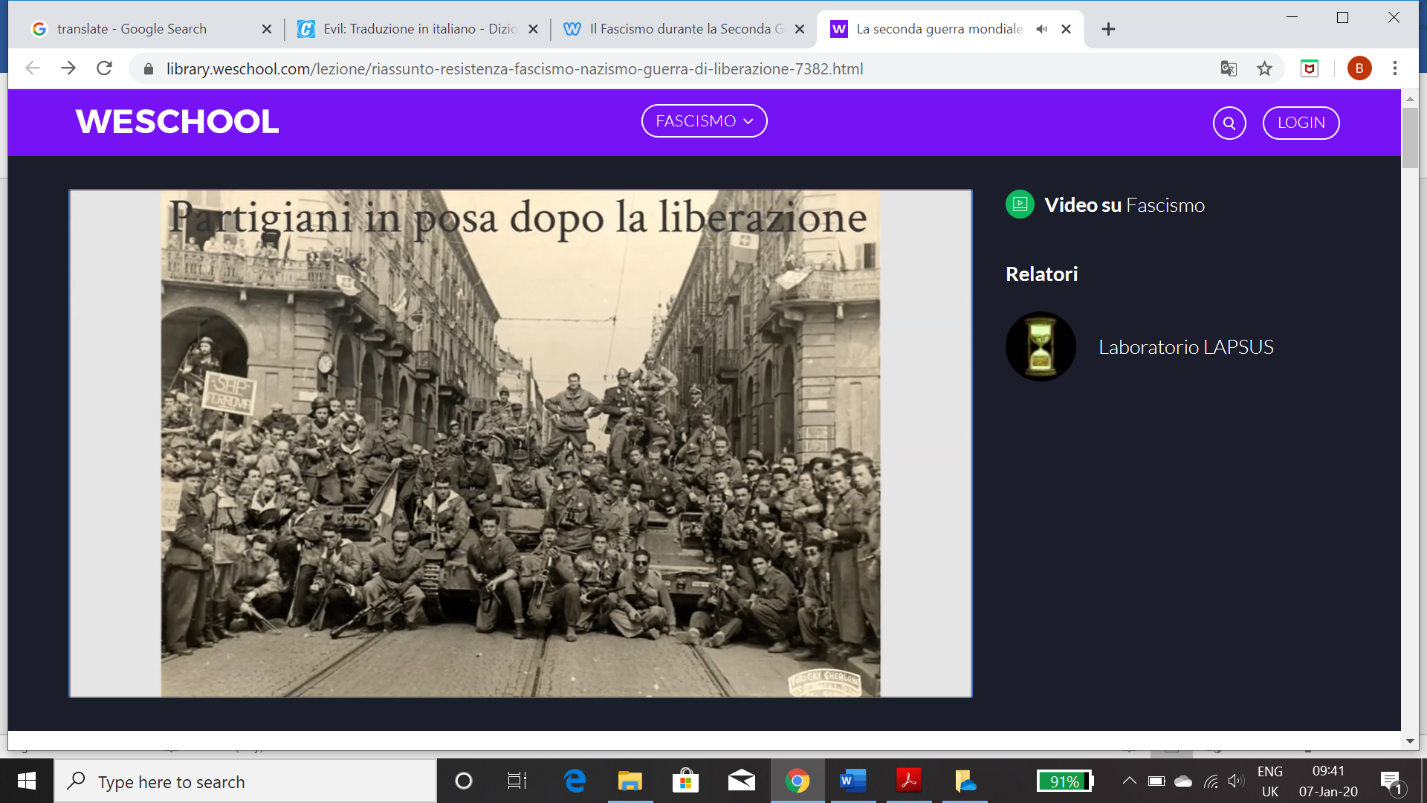 translate - Google Search
Evil: Traduzione in italiano - Dizio
Il Fascismo durante la Seconda G
La seconda guerra mondiale
library.weschool.com/lezione/riassunto-resistenza-fascismo-nazismo-guerra-di-liberazione-7382.html
B
WESCHOOL
FASCISMO
LOGIN
Partigiani in posa dopo la liberazione
Video su Fascismo
Relatori
Laboratorio LAPSUS
Type here to search
91%
ENG
UK
09:41
07-Jan-20
1